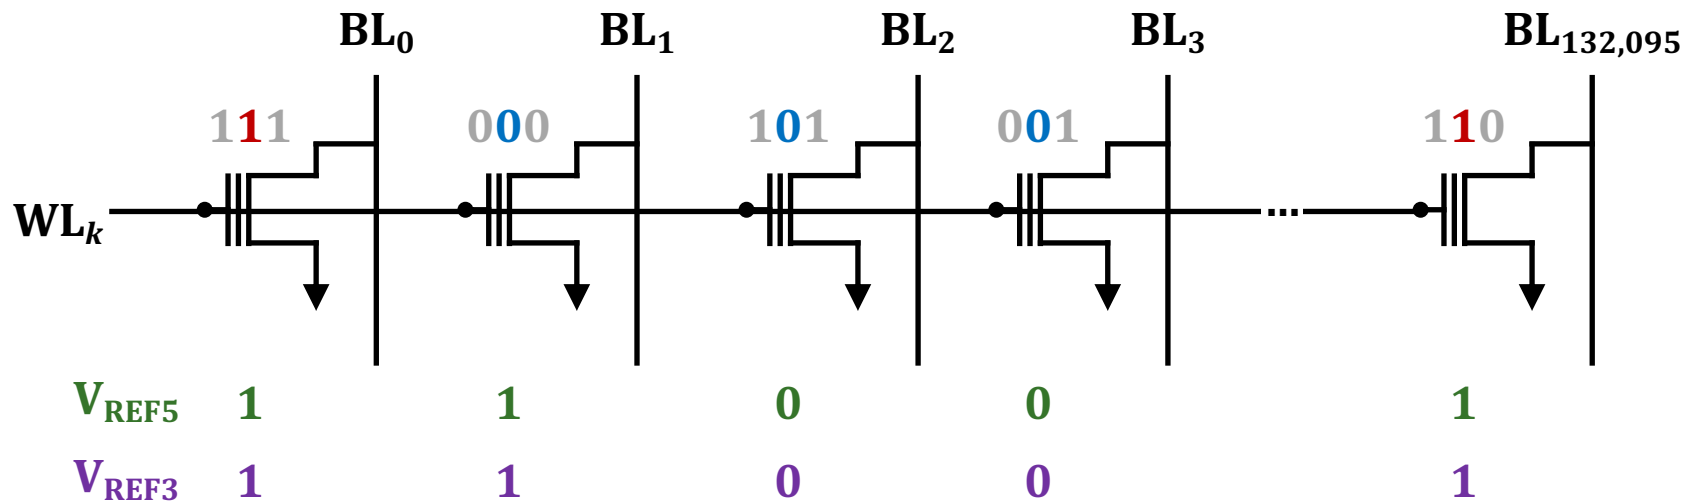 BL0 BL1 BL2 BL3 BL132,095
111 000 101 001 110
WLk ...
VREF5 1 1 0 0 1
VREF3 1 1 0 0 1